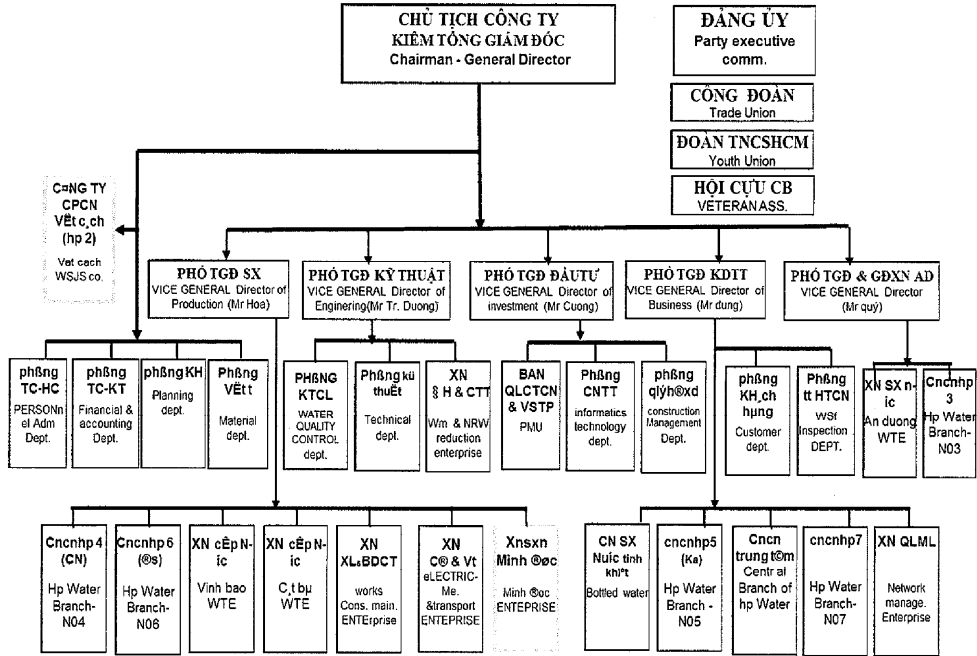 CHỦ TỊCH CÔNG TY
KIÊM TỔNG GIÁM ĐỐC
Chairman - General Director
ĐẢNG ỦY
Party executive
comm.
CÔNG ĐOÀN
Trade Union
ĐOÀN TNCSHCM
Youth Union
HỘI CỰU CB
VETERAN ASS.
C¤NG TY
CPCN
VËt c¸ch
(hp 2)
Vat cach
WSJS co.
PHÓ TGĐ SX
VICE GENERAL Director of
Production (Mr Hoa)
PHÓ TGĐ KỸ THUẬT
VICE GENERAL Director of
Enginering(Mr Tr. Duong)
PHÓ TGĐ ĐẦU TƯ
VICE GENERAL Director of
investment (Mr Cuong)
PHÓ TGĐ KDTT
VICE GENERAL Director of
Business (Mr dung)
PHÓ TGĐ & GĐXN AD
VICE GENERAL Director
(Mr quý)
phßng
TC-HC
PERSONn
el Adm
Dept.
phßng
TC-KT
Financial &
accounting
Dept.
phßng KH
Planning
dept.
Phßng
VËt t
Material
dept.
PHßNG
KTCL
WATER
QUALITY
CONTROL
dept.
Phßng kü
thuËt
Technical
dept.
XN
§ H & CTT
Wm & NRW
reduction
enterprise
BAN
QLCTCN
& VSTP
PMU
Phßng
CNTT
informatics
technology
dept.
phßng
qlýh®xd
construction
Management
Dept.
phßng
KH¸ch
hµng
Customer
dept.
Phßng
tt HTCN
WSf
Inspection
DEPT.
XN SX n-
íc
An duong
WTE
Cncnhp
3
Hp Water
Branch-
N03
Cncnhp 4
(CN)
Hp Water
Branch-
N04
Cncnhp 6
(®s)
Hp Water
Branch-
N06
XN cÊp N-
íc
Vinh bao
WTE
XN cÊp N-
íc
C¸t bµ
WTE
XN
XL&BDCT
works
Cons. main.
ENTErprise
XN
C® & Vt
eLECTRIC-
Me.
&transport
ENTEPRISE
Xnsxn
Minh ®øc
Minh ®oc
ENTEPRISE
CN SX
Nuíc tinh
khiªt
Bottled water
cncnhp5
(Ka)
Hp Water
Branch -
N05
Cncn
trung t©m
Central
Branch of
hp Water
cncnhp7
Hp Water
Branch-
N07
XN QLML
Network
manage.
Enterprise